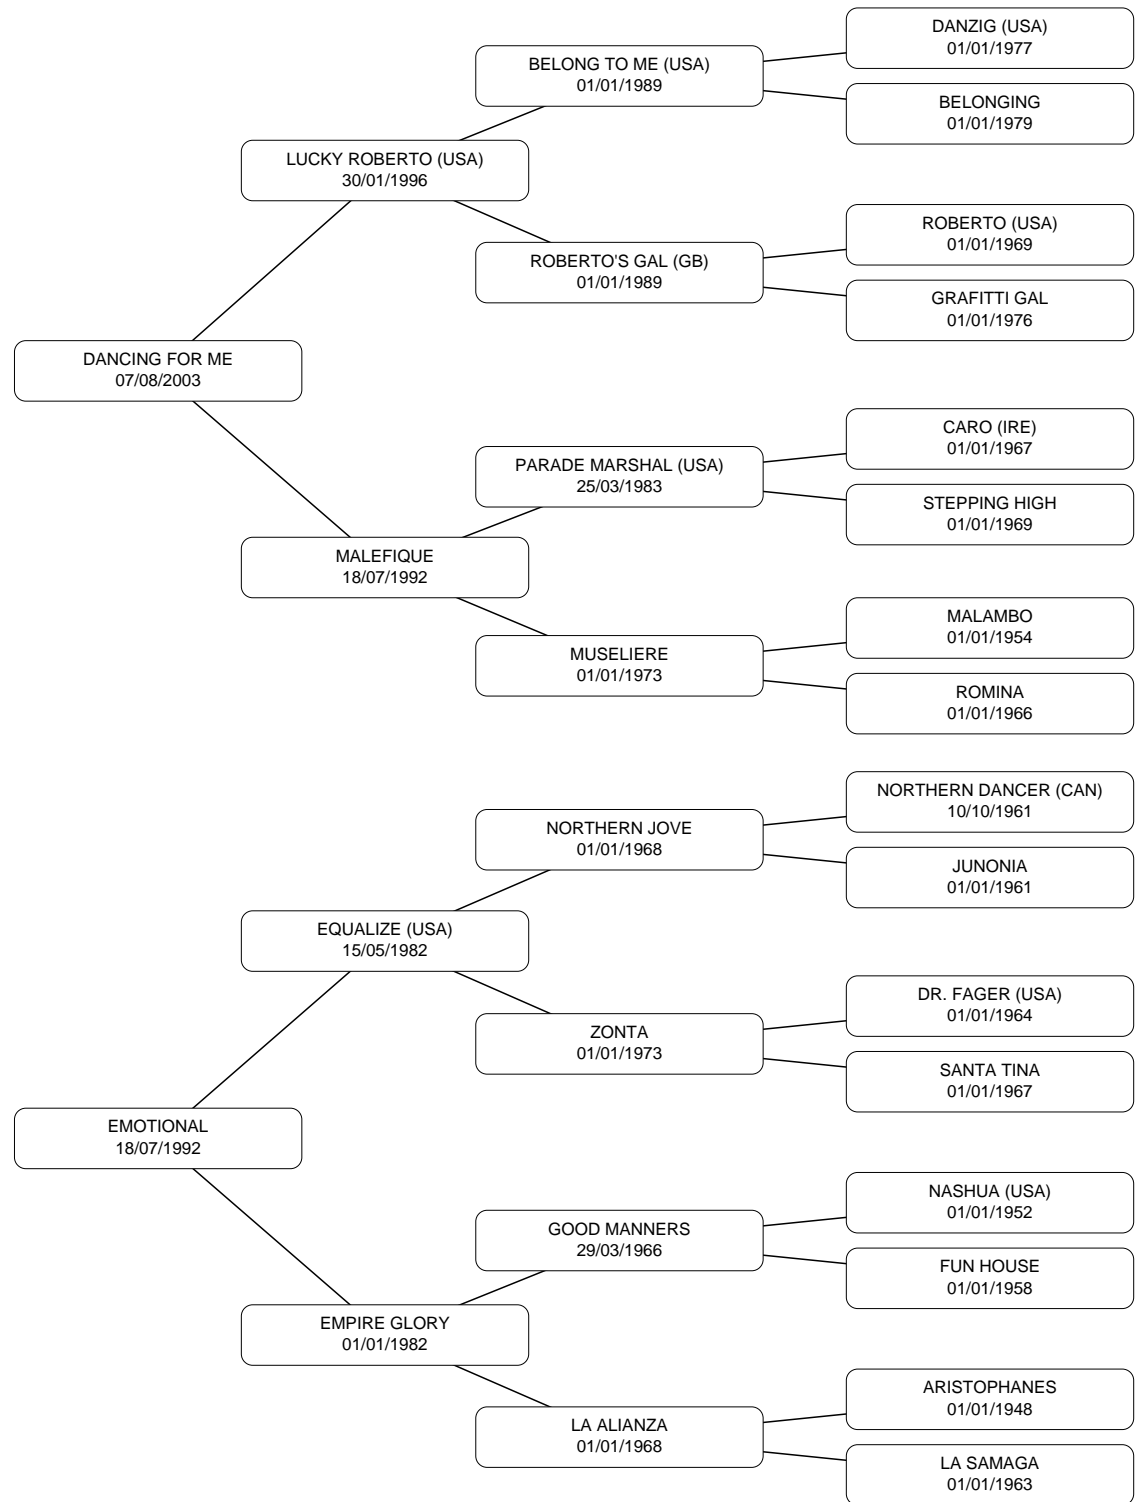 DANZIG (USA)
01/01/1977
BELONG TO ME (USA)
01/01/1989
BELONGING
01/01/1979
LUCKY ROBERTO (USA)
30/01/1996
ROBERTO (USA)
01/01/1969
ROBERTO'S GAL (GB)
01/01/1989
GRAFITTI GAL
01/01/1976
DANCING FOR ME
07/08/2003
CARO (IRE)
01/01/1967
PARADE MARSHAL (USA)
25/03/1983
STEPPING HIGH
01/01/1969
MALEFIQUE
18/07/1992
MALAMBO
01/01/1954
MUSELIERE
01/01/1973
ROMINA
01/01/1966
NORTHERN DANCER (CAN)
10/10/1961
NORTHERN JOVE
01/01/1968
JUNONIA
01/01/1961
EQUALIZE (USA)
15/05/1982
DR. FAGER (USA)
01/01/1964
ZONTA
01/01/1973
SANTA TINA
01/01/1967
EMOTIONAL
18/07/1992
NASHUA (USA)
01/01/1952
GOOD MANNERS
29/03/1966
FUN HOUSE
01/01/1958
EMPIRE GLORY
01/01/1982
ARISTOPHANES
01/01/1948
LA ALIANZA
01/01/1968
LA SAMAGA
01/01/1963